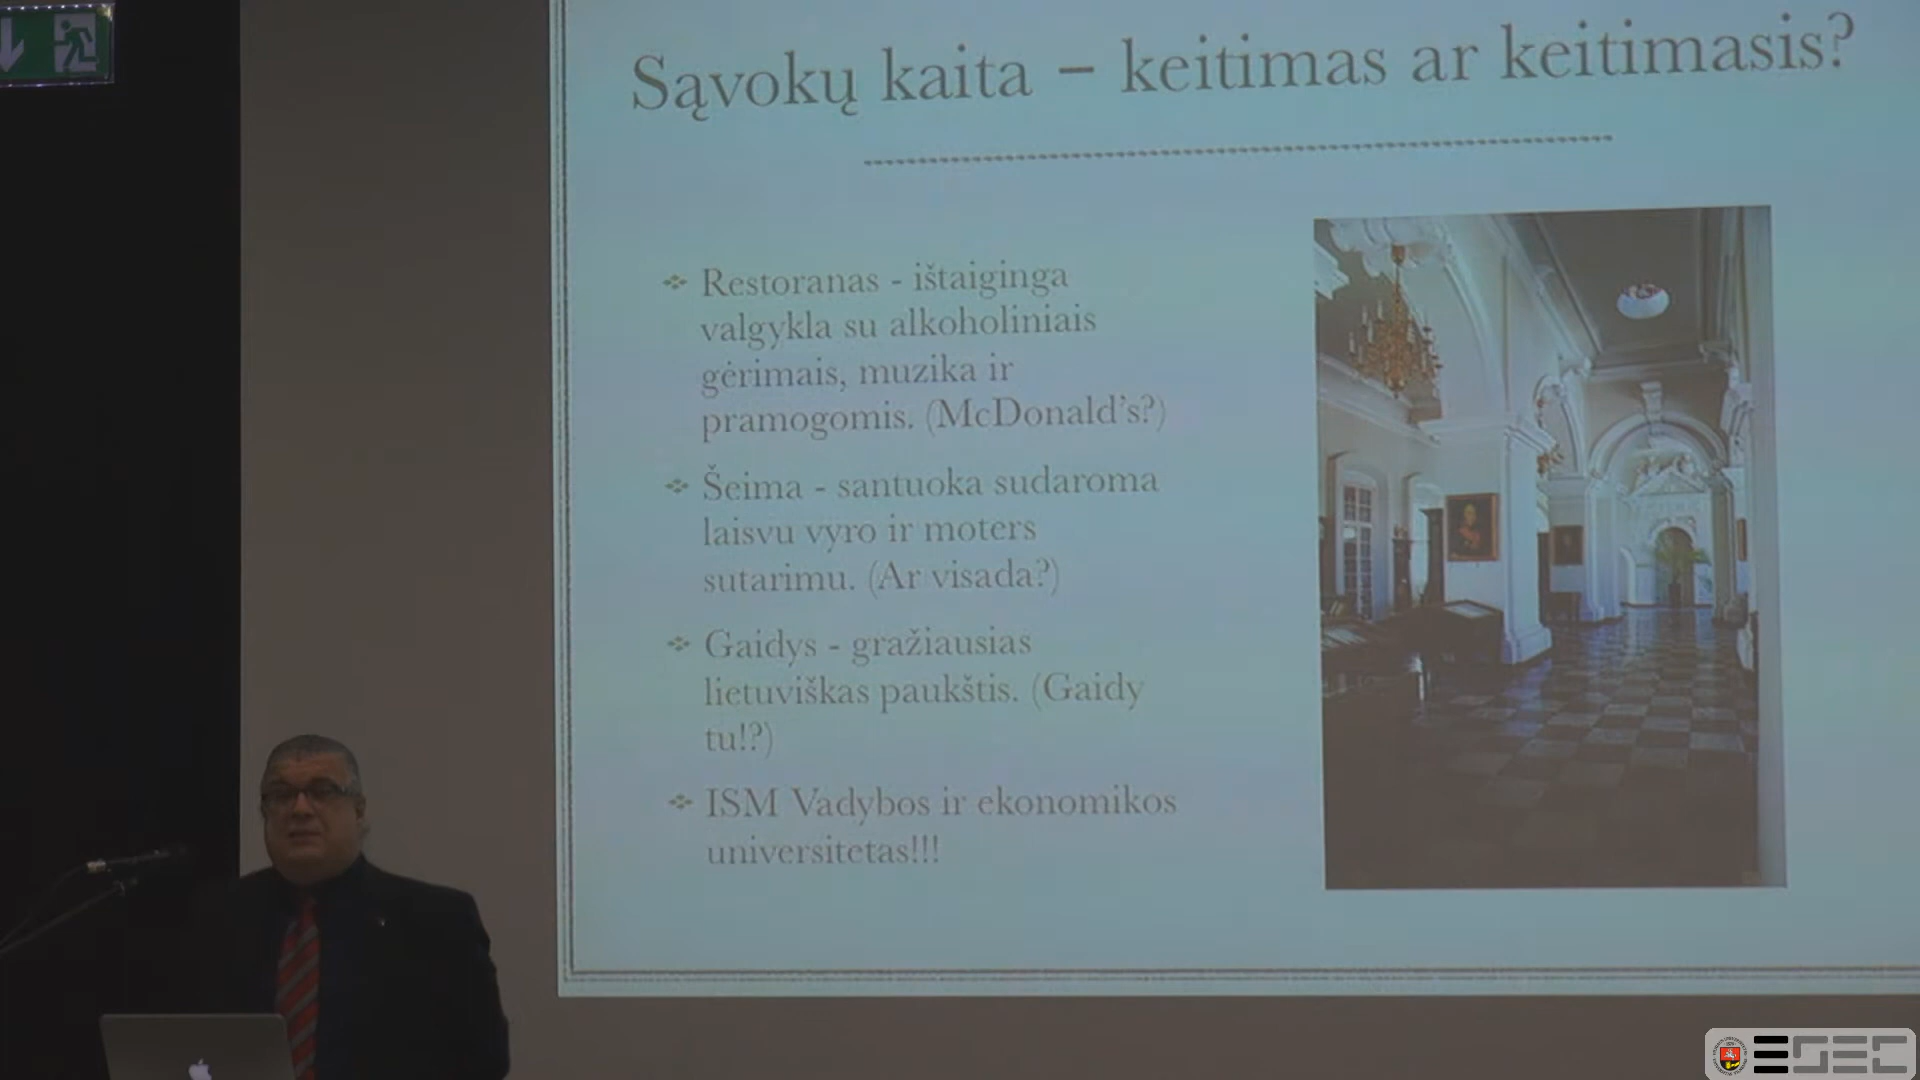 Sąvokų kaita – keitimas ar keitimasis?
Restoranas - ištaiginga
valgykla su alkoholiniais
gėrimais, muzika ir
pramogomis. (McDonald's?)
Šeima - santuoka sudaroma
laisvu vyro ir moters
sutarimu. (Ar visada?)
Gaidys - gražiausias
lietuviškas paukštis. (Gaidy
tu!?)
ISM Vadybos ir ekonomikos
universitetas!!!
ESEC